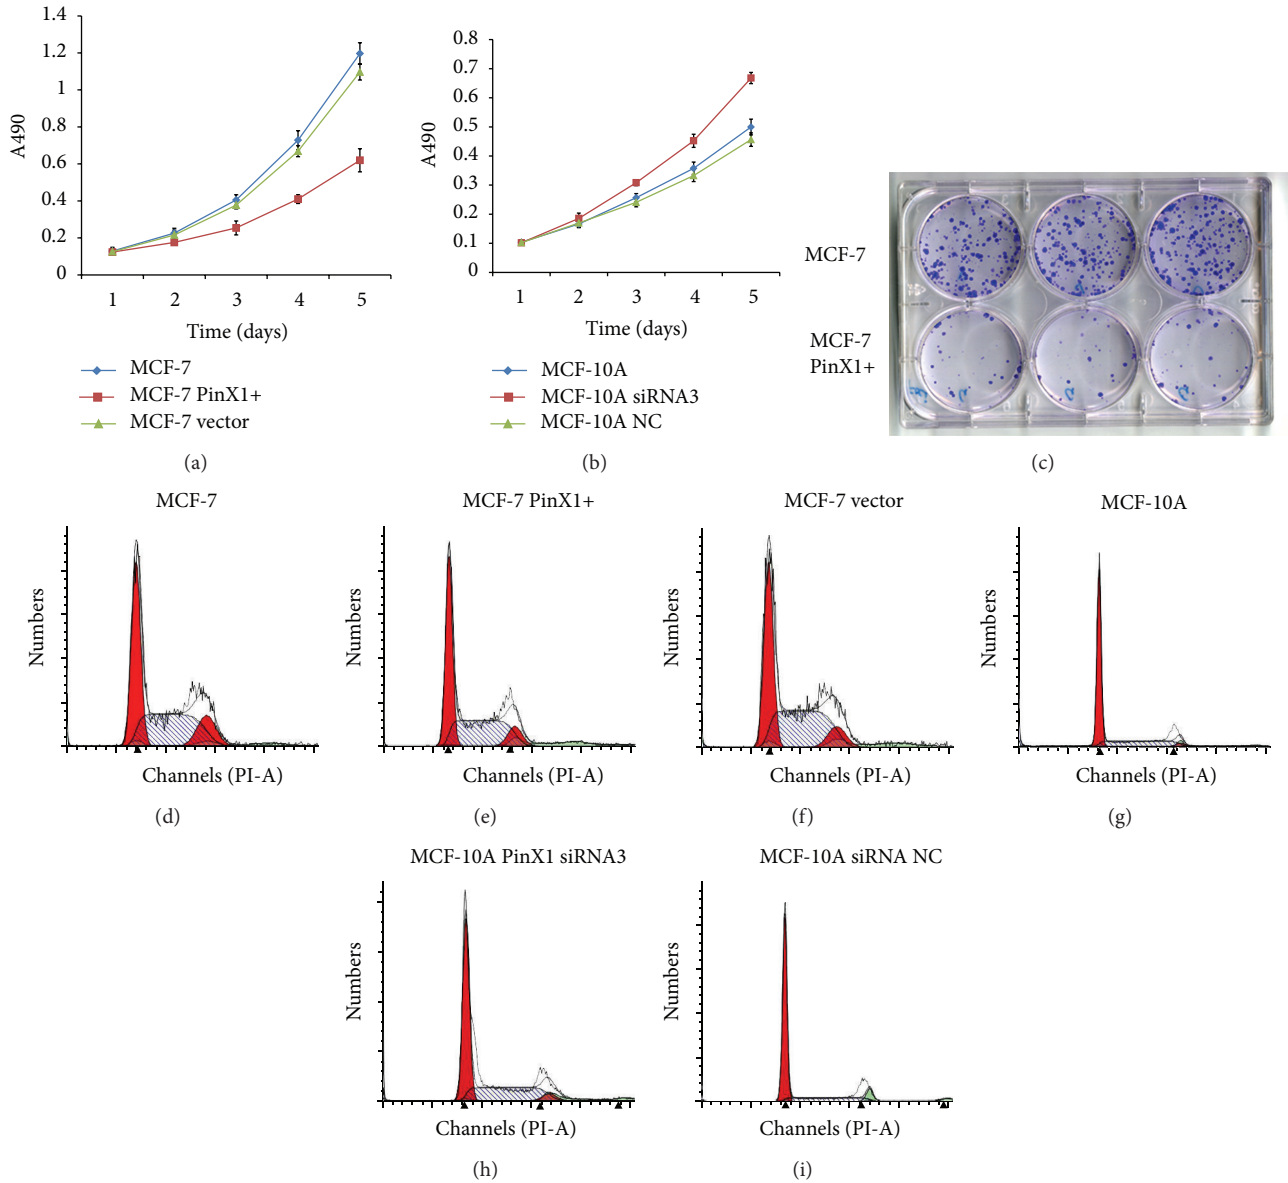 1.4
1.2
1
0.8
0.6
0.4
0.2
0
A490
1 2 3 4 5
Time (days)
MCF-7
MCF-7 PinX1+
MCF-7 vector
(a)
0.8
0.7
0.6
0.5
0.4
0.3
0.2
0.1
0
A490
1 2 3 4 5
Time (days)
MCF-10A
MCF-10A siRNA3
MCF-10A NC
(b)
MCF-7
MCF-7
PinX1+
(c)
MCF-7
Numbers
Channels (PI-A)
(d)
MCF-7 PinX1+
Numbers
Channels (PI-A)
(e)
MCF-7 vector
Numbers
Channels (PI-A)
(f)
MCF-10A
Numbers
Channels (PI-A)
(g)
MCF-10A PinX1 siRNA3
Numbers
Channels (PI-A)
(h)
MCF-10A siRNA NC
Numbers
Channels (PI-A)
(i)